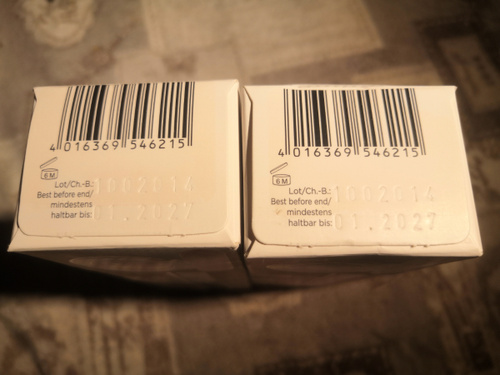 4 016369 546215
6M
Lot/Ch.-B.: 1002014
Best before end/
mindestens
haltbar bis: 01.2027
4 016369 546215
6M
Lot/Ch.-B.: 1002014
Best before end/
mindestens
haltbar bis: 01.2027